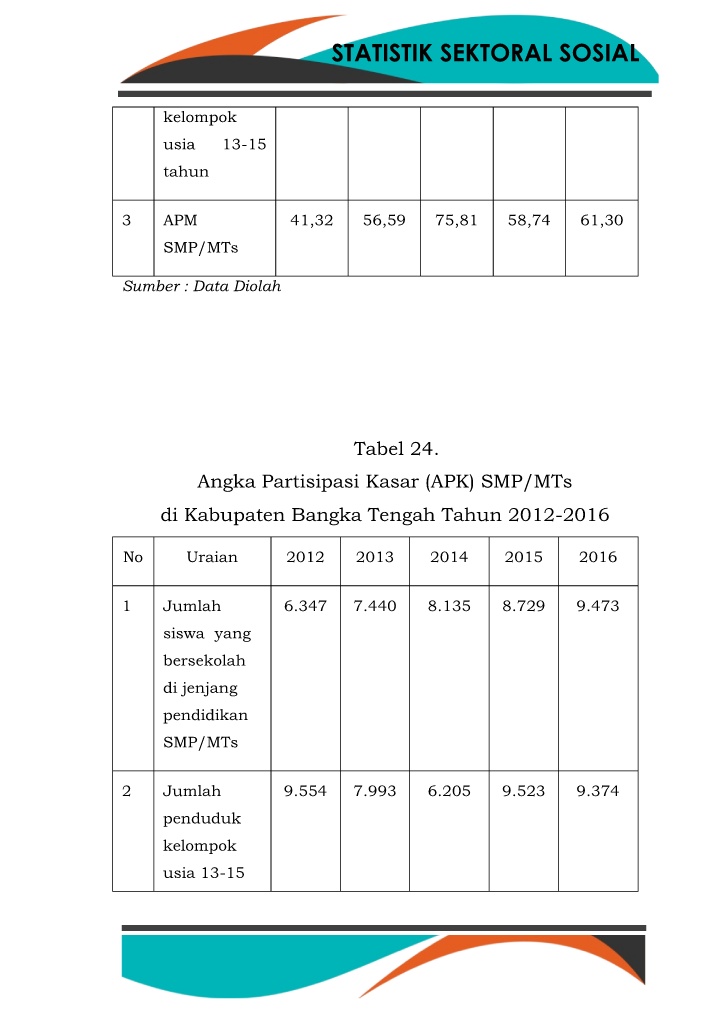 STATISTIK SEKTORAL SOSIAL
kelompok
usia 13-15
tahun
3 APM 41,32 56,59 75,81 58,74 61,30
SMP/MTs
Sumber : Data Diolah
Tabel 24.
Angka Partisipasi Kasar (APK) SMP/MTs
di Kabupaten Bangka Tengah Tahun 2012-2016
No Uraian 2012 2013 2014 2015 2016
1 Jumlah 6.347 7.440 8.135 8.729 9.473
siswa yang
bersekolah
di jenjang
pendidikan
SMP/MTs
2 Jumlah 9.554 7.993 6.205 9.523 9.374
penduduk
kelompok
usia 13-15